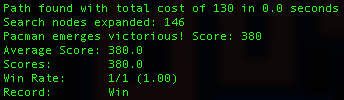 Path found with total cost of 130 in 0.0 seconds
Search nodes expanded: 146
Pacman emerges victorious! Score: 380
Average Score: 380.0
Scores:        380.0
Win Rate:      1/1 (1.00)
Record:        Win